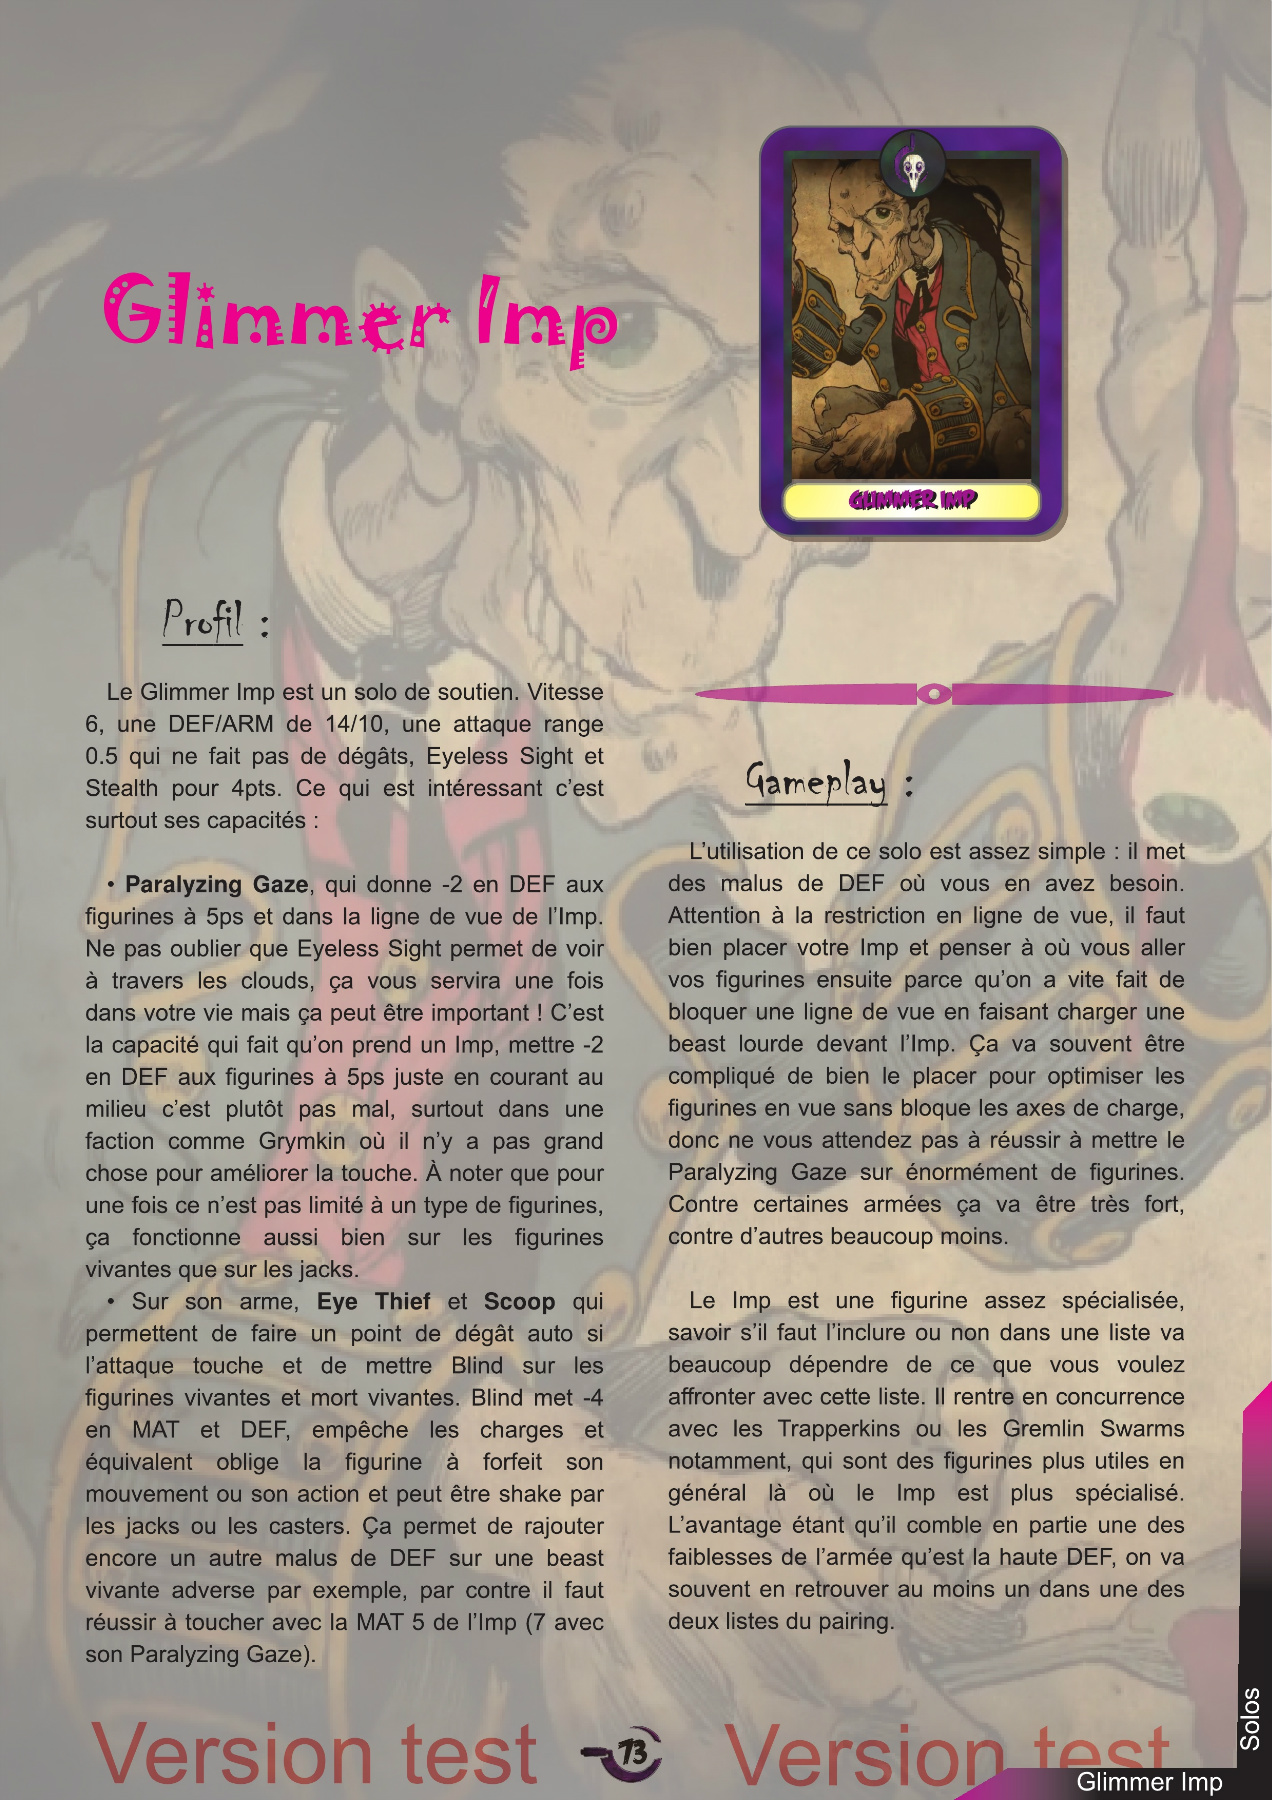 Glimmer Imp
GLIMMER IMP
Profil :
Le Glimmer Imp est un solo de soutien. Vitesse
6, une DEF/ARM de 14/10, une attaque range
0.5 qui ne fait pas de dégâts, Eyeless Sight et
Stealth pour 4pts. Ce qui est intéressant c’est
surtout ses capacités :
• Paralyzing Gaze, qui donne -2 en DEF aux
figurines à 5ps et dans la ligne de vue de l’Imp.
Ne pas oublier que Eyeless Sight permet de voir
à travers les clouds, ça vous servira une fois
dans votre vie mais ça peut être important ! C’est
la capacité qui fait qu’on prend un Imp, mettre -2
en DEF aux figurines à 5ps juste en courant au
milieu c’est plutôt pas mal, surtout dans une
faction comme Grymkin où il n’y a pas grand
chose pour améliorer la touche. À noter que pour
une fois ce n’est pas limité à un type de figurines,
ça fonctionne aussi bien sur les figurines
vivantes que sur les jacks.
• Sur son arme, Eye Thief et Scoop qui
permettent de faire un point de dégât auto si
l’attaque touche et de mettre Blind sur les
figurines vivantes et mort vivantes. Blind met -4
en MAT et DEF, empêche les charges et
équivalent oblige la figurine à forfeit son
mouvement ou son action et peut être shake par
les jacks ou les casters. Ça permet de rajouter
encore un autre malus de DEF sur une beast
vivante adverse par exemple, par contre il faut
réussir à toucher avec la MAT 5 de l’Imp (7 avec
son Paralyzing Gaze).
Gameplay :
L’utilisation de ce solo est assez simple : il met
des malus de DEF où vous en avez besoin.
Attention à la restriction en ligne de vue, il faut
bien placer votre Imp et penser à où vous aller
vos figurines ensuite parce qu’on a vite fait de
bloquer une ligne de vue en faisant charger une
beast lourde devant l’Imp. Ça va souvent être
compliqué de bien le placer pour optimiser les
figurines en vue sans bloque les axes de charge,
donc ne vous attendez pas à réussir à mettre le
Paralyzing Gaze sur énormément de figurines.
Contre certaines armées ça va être très fort,
contre d’autres beaucoup moins.
Le Imp est une figurine assez spécialisée,
savoir s’il faut l’inclure ou non dans une liste va
beaucoup dépendre de ce que vous voulez
affronter avec cette liste. Il rentre en concurrence
avec les Trapperkins ou les Gremlin Swarms
notamment, qui sont des figurines plus utiles en
général là où le Imp est plus spécialisé.
L’avantage étant qu’il comble en partie une des
faiblesses de l’armée qu’est la haute DEF, on va
souvent en retrouver au moins un dans une des
deux listes du pairing.
Version test
73
Version test
Solos
Glimmer Imp